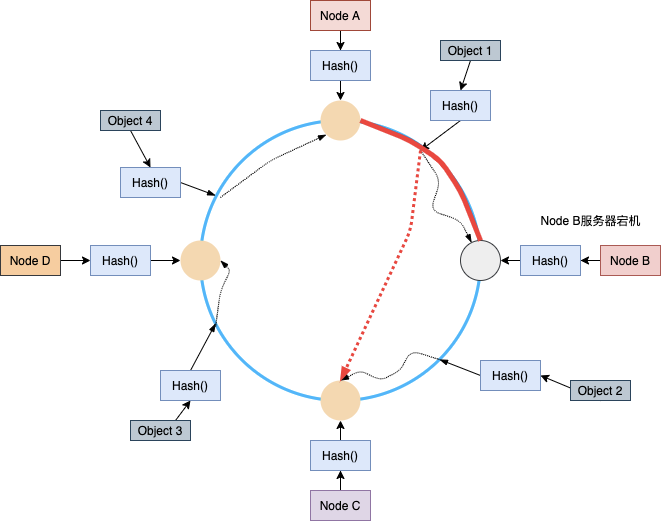 Node A
Object 1
Hash()
Hash()
Object 4
Hash()
Node B服务器宕机
Node D
Hash()
Hash()
Node B
Hash()
Hash()
Object 2
Object 3
Hash()
Node C